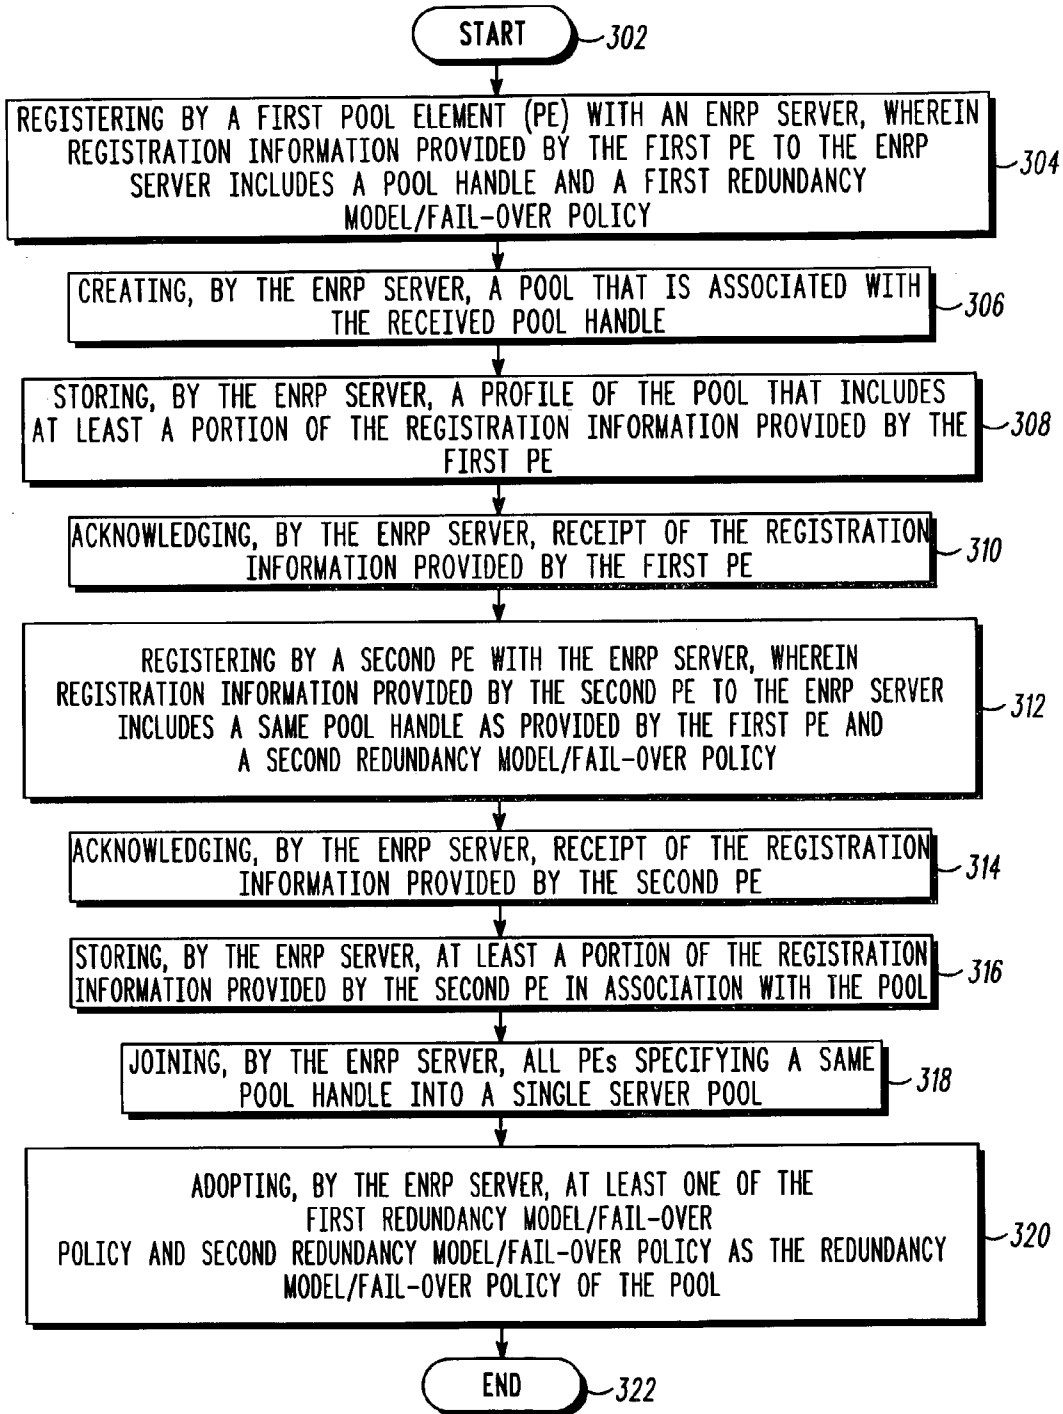 START
302
REGISTERING BY A FIRST POOL ELEMENT (PE) WITH AN ENRP SERVER, WHEREIN
REGISTRATION INFORMATION PROVIDED BY THE FIRST PE TO THE ENRP
SERVER INCLUDES A POOL HANDLE AND A FIRST REDUNDANCY
MODEL/FAIL-OVER POLICY
304
CREATING, BY THE ENRP SERVER, A POOL THAT IS ASSOCIATED WITH
THE RECEIVED POOL HANDLE
306
STORING, BY THE ENRP SERVER, A PROFILE OF THE POOL THAT INCLUDES
AT LEAST A PORTION OF THE REGISTRATION INFORMATION PROVIDED BY THE
FIRST PE
308
ACKNOWLEDGING, BY THE ENRP SERVER, RECEIPT OF THE REGISTRATION
INFORMATION PROVIDED BY THE FIRST PE
310
REGISTERING BY A SECOND PE WITH THE ENRP SERVER, WHEREIN
REGISTRATION INFORMATION PROVIDED BY THE SECOND PE TO THE ENRP SERVER
INCLUDES A SAME POOL HANDLE AS PROVIDED BY THE FIRST PE AND
A SECOND REDUNDANCY MODEL/FAIL-OVER POLICY
312
ACKNOWLEDGING, BY THE ENRP SERVER, RECEIPT OF THE REGISTRATION
INFORMATION PROVIDED BY THE SECOND PE
314
STORING, BY THE ENRP SERVER, AT LEAST A PORTION OF THE REGISTRATION
INFORMATION PROVIDED BY THE SECOND PE IN ASSOCIATION WITH THE POOL
316
JOINING, BY THE ENRP SERVER, ALL PEs SPECIFYING A SAME
POOL HANDLE INTO A SINGLE SERVER POOL
318
ADOPTING, BY THE ENRP SERVER, AT LEAST ONE OF THE
FIRST REDUNDANCY MODEL/FAIL-OVER
POLICY AND SECOND REDUNDANCY MODEL/FAIL-OVER POLICY AS THE REDUNDANCY
MODEL/FAIL-OVER POLICY OF THE POOL
320
END
322